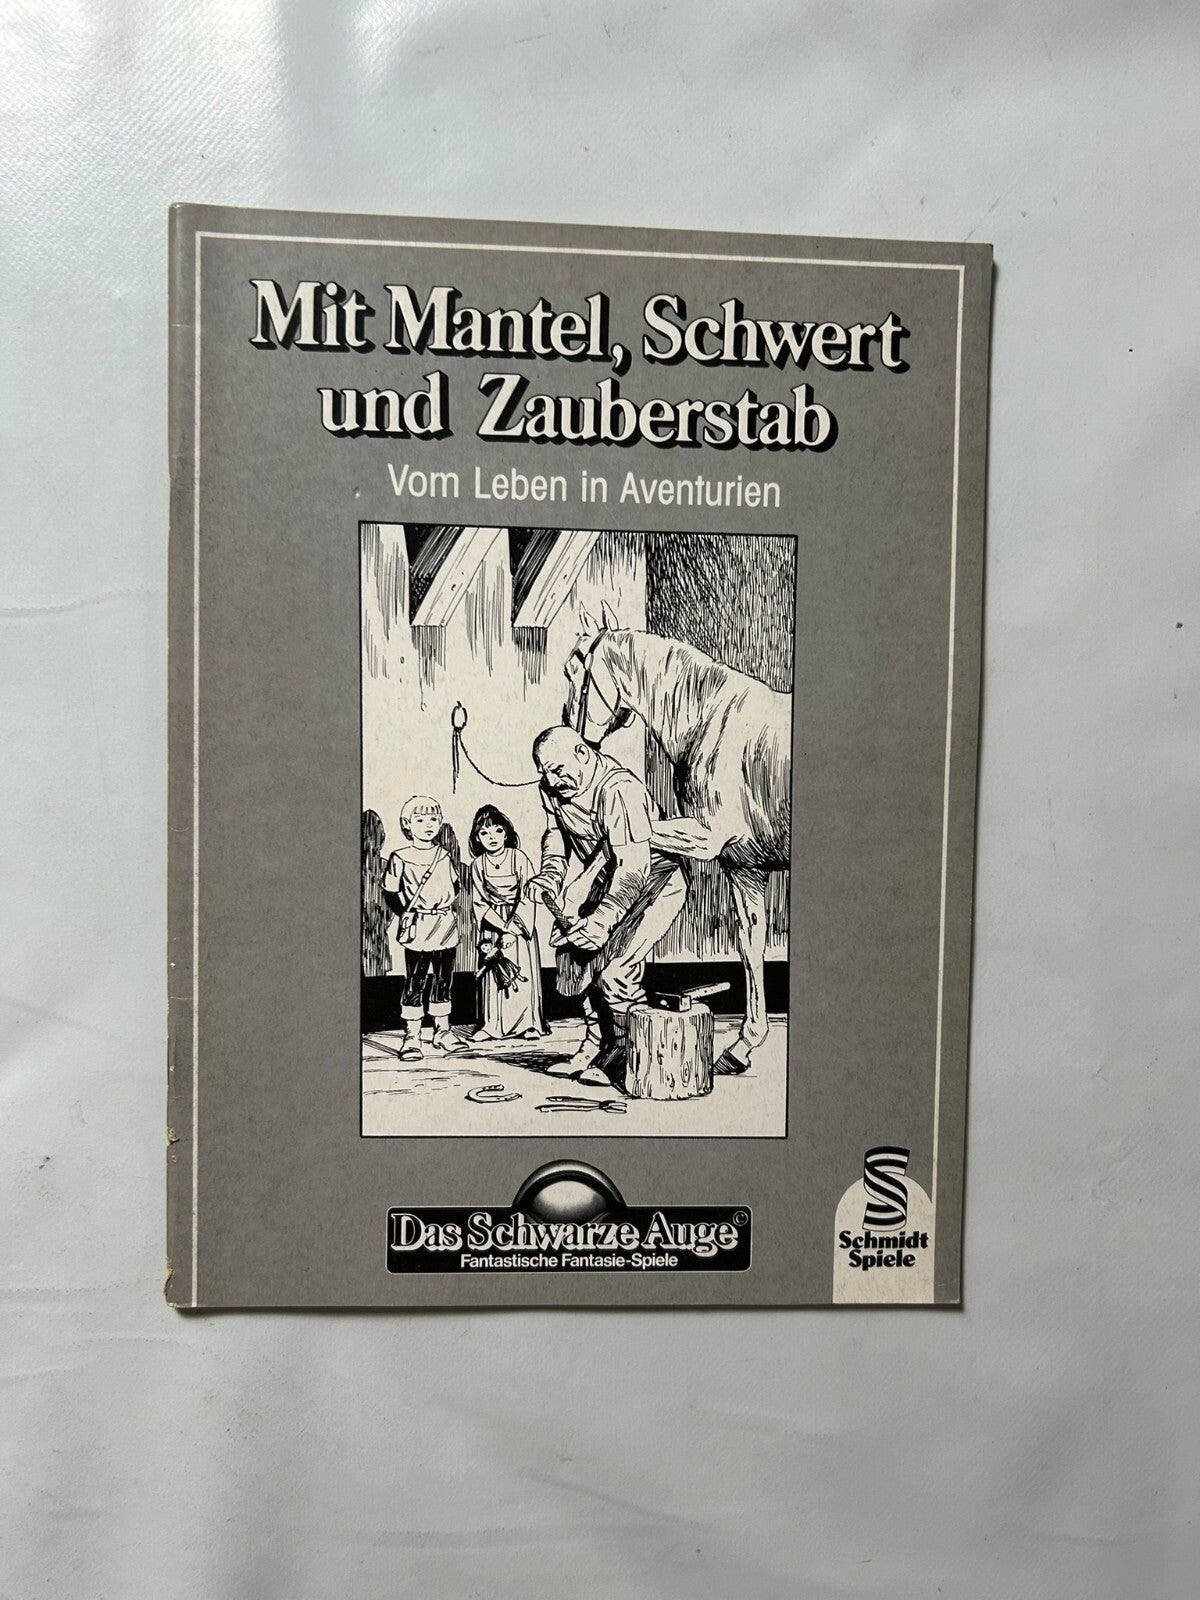 Mit Mantel, Schwert
und Zauberstab
Vom Leben in Aventurien
Das Schwarze Auge©
Fantastische Fantasie-Spiele
Schmidt
Spiele